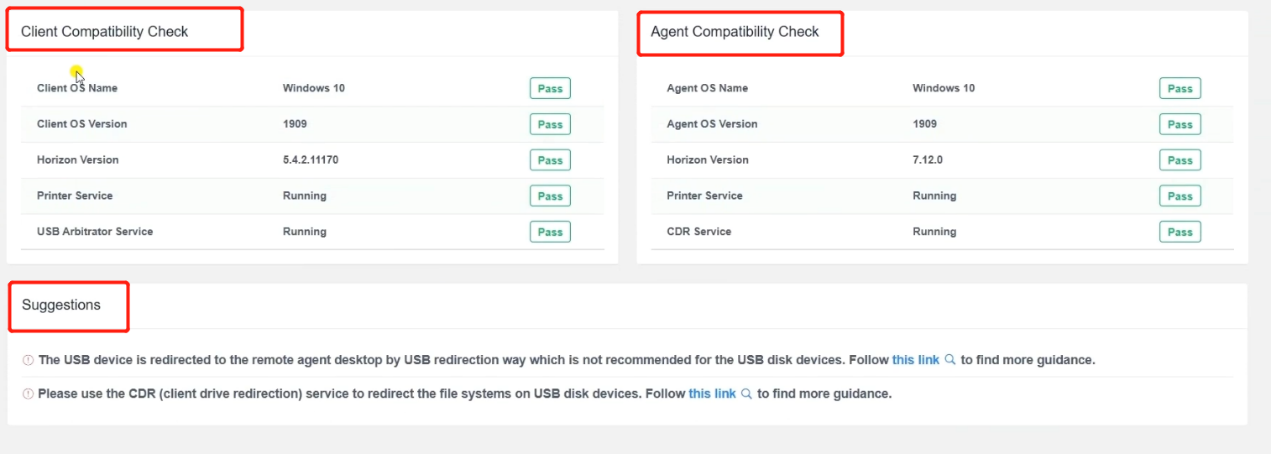 Client Compatibility Check
Client OS Name Windows 10 Pass
Client OS Version 1909 Pass
Horizon Version 5.4.2.11170 Pass
Printer Service Running Pass
USB Arbitrator Service Running Pass
Agent Compatibility Check
Agent OS Name Windows 10 Pass
Agent OS Version 1909 Pass
Horizon Version 7.12.0 Pass
Printer Service Running Pass
CDR Service Running Pass
Suggestions
The USB device is redirected to the remote agent desktop by USB redirection way which is not recommended for the USB disk devices. Follow this link to find more guidance.
Please use the CDR (client drive redirection) service to redirect the file systems on USB disk devices. Follow this link to find more guidance.